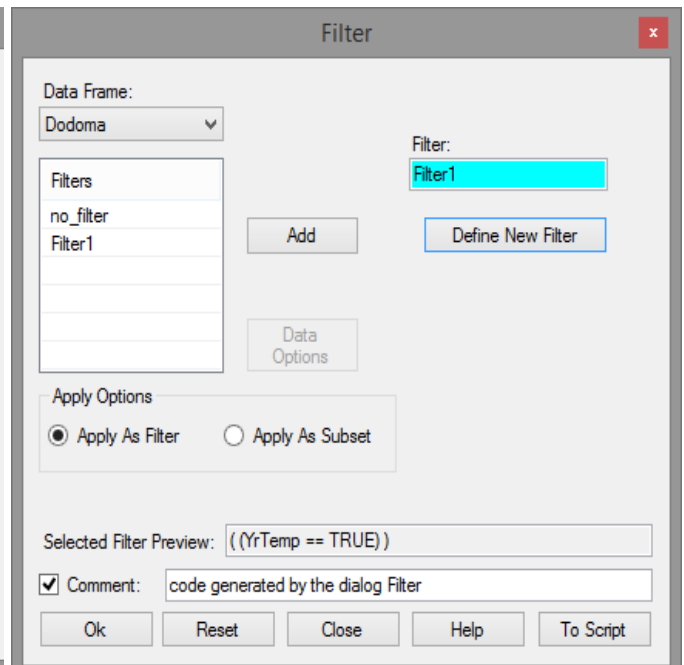 Filter
x
Data Frame:
Dodoma
Filter:
Filter1
Filters
no_filter
Filter1
Add
Define New Filter
Data
Options
Apply Options
Apply As Filter
Apply As Subset
Selected Filter Preview: ( (YrTemp == TRUE) )
Comment: code generated by the dialog Filter
Ok Reset Close Help To Script